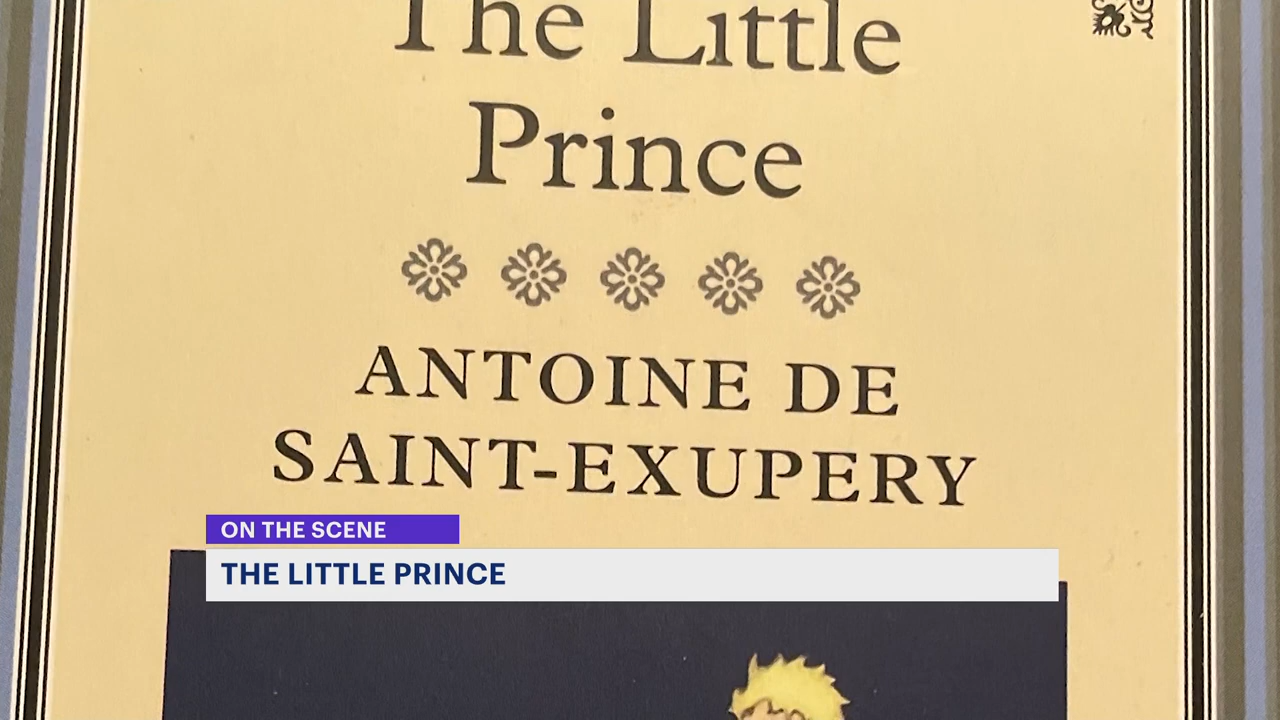 The Little
Prince
ANTOINE DE
SAINT-EXUPERY
ON THE SCENE
THE LITTLE PRINCE